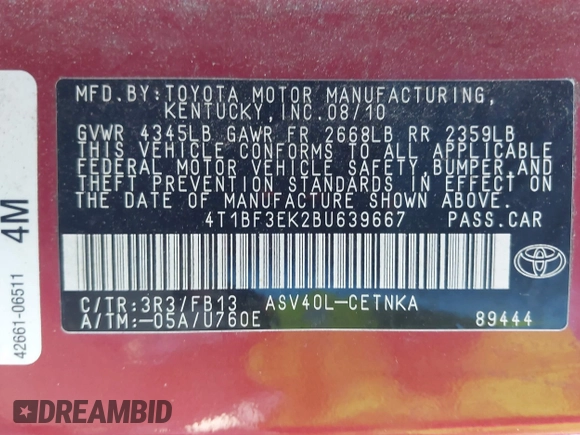 MFD.BY:TOYOTA MOTOR MANUFACTURING,
KENTUCKY,INC.08/10
GVWR 4345LB GAWR FR 2668LB RR 2359LB
THIS VEHICLE CONFORMS TO ALL APPLICABLE
FEDERAL MOTOR VEHICLE SAFETY,BUMPER,AND
THEFT PREVENTION STANDARDS IN EFFECT ON
THE DATE OF MANUFACTURE SHOWN ABOVE.
4T1BF3EK2BU639667 PASS.CAR
C/TR:3R3/FB13 ASV40L-CETNKA
A/TM:-05A/U760E 89444
4M
42661-06511
DREAMBID